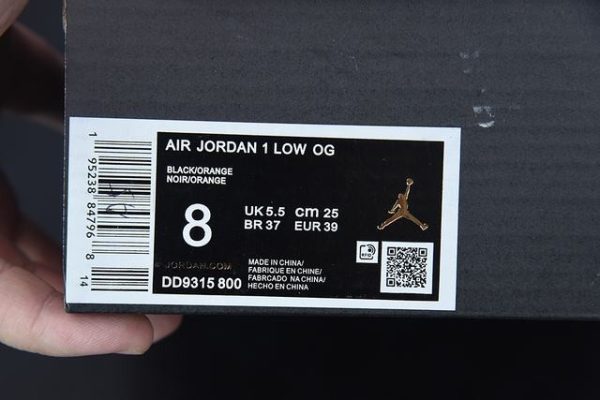 AIR JORDAN 1 LOW OG
BLACK/ORANGE
NOIR/ORANGE
8
UK 5.5 cm 25
BR 37 EUR 39
JORDAN.COM
DD9315 800
MADE IN CHINA/
FABRIQUE EN CHINE/
FABRCADO NA CHINA/
HECHO EN CHINA
RFID
1 95238 84796 8
14